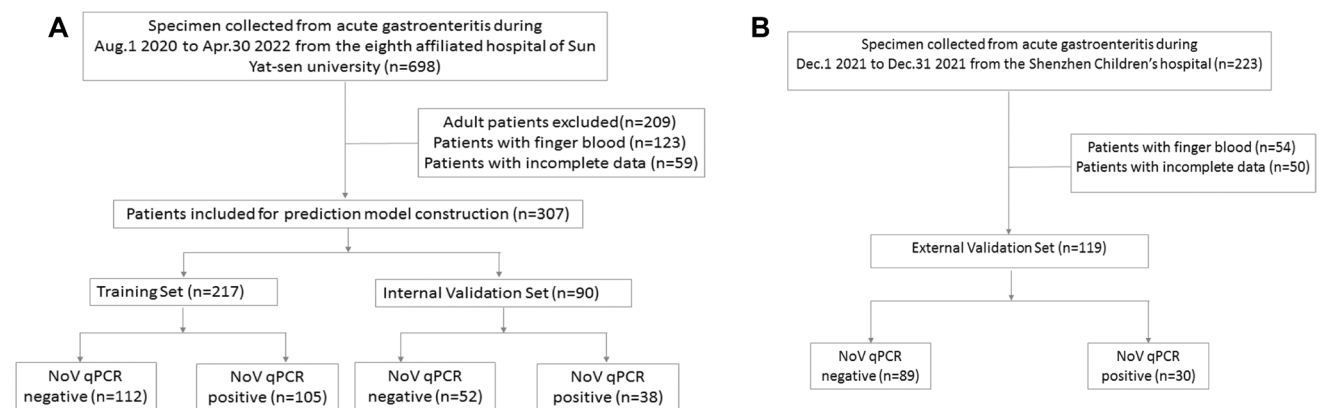 A
Specimen collected from acute gastroenteritis during
Aug.1 2020 to Apr.30 2022 from the eighth affiliated hospital of Sun
Yat-sen university (n=698)
Adult patients excluded(n=209)
Patients with finger blood (n=123)
Patients with incomplete data (n=59)
Patients included for prediction model construction (n=307)
Training Set (n=217)
Internal Validation Set (n=90)
NoV qPCR
negative (n=112)
NoV qPCR
positive (n=105)
NoV qPCR
negative (n=52)
NoV qPCR
positive (n=38)
B
Specimen collected from acute gastroenteritis during
Dec.1 2021 to Dec.31 2021 from the Shenzhen Children's hospital (n=223)
Patients with finger blood (n=54)
Patients with incomplete data (n=50)
External Validation Set (n=119)
NoV qPCR
negative (n=89)
NoV qPCR
positive (n=30)